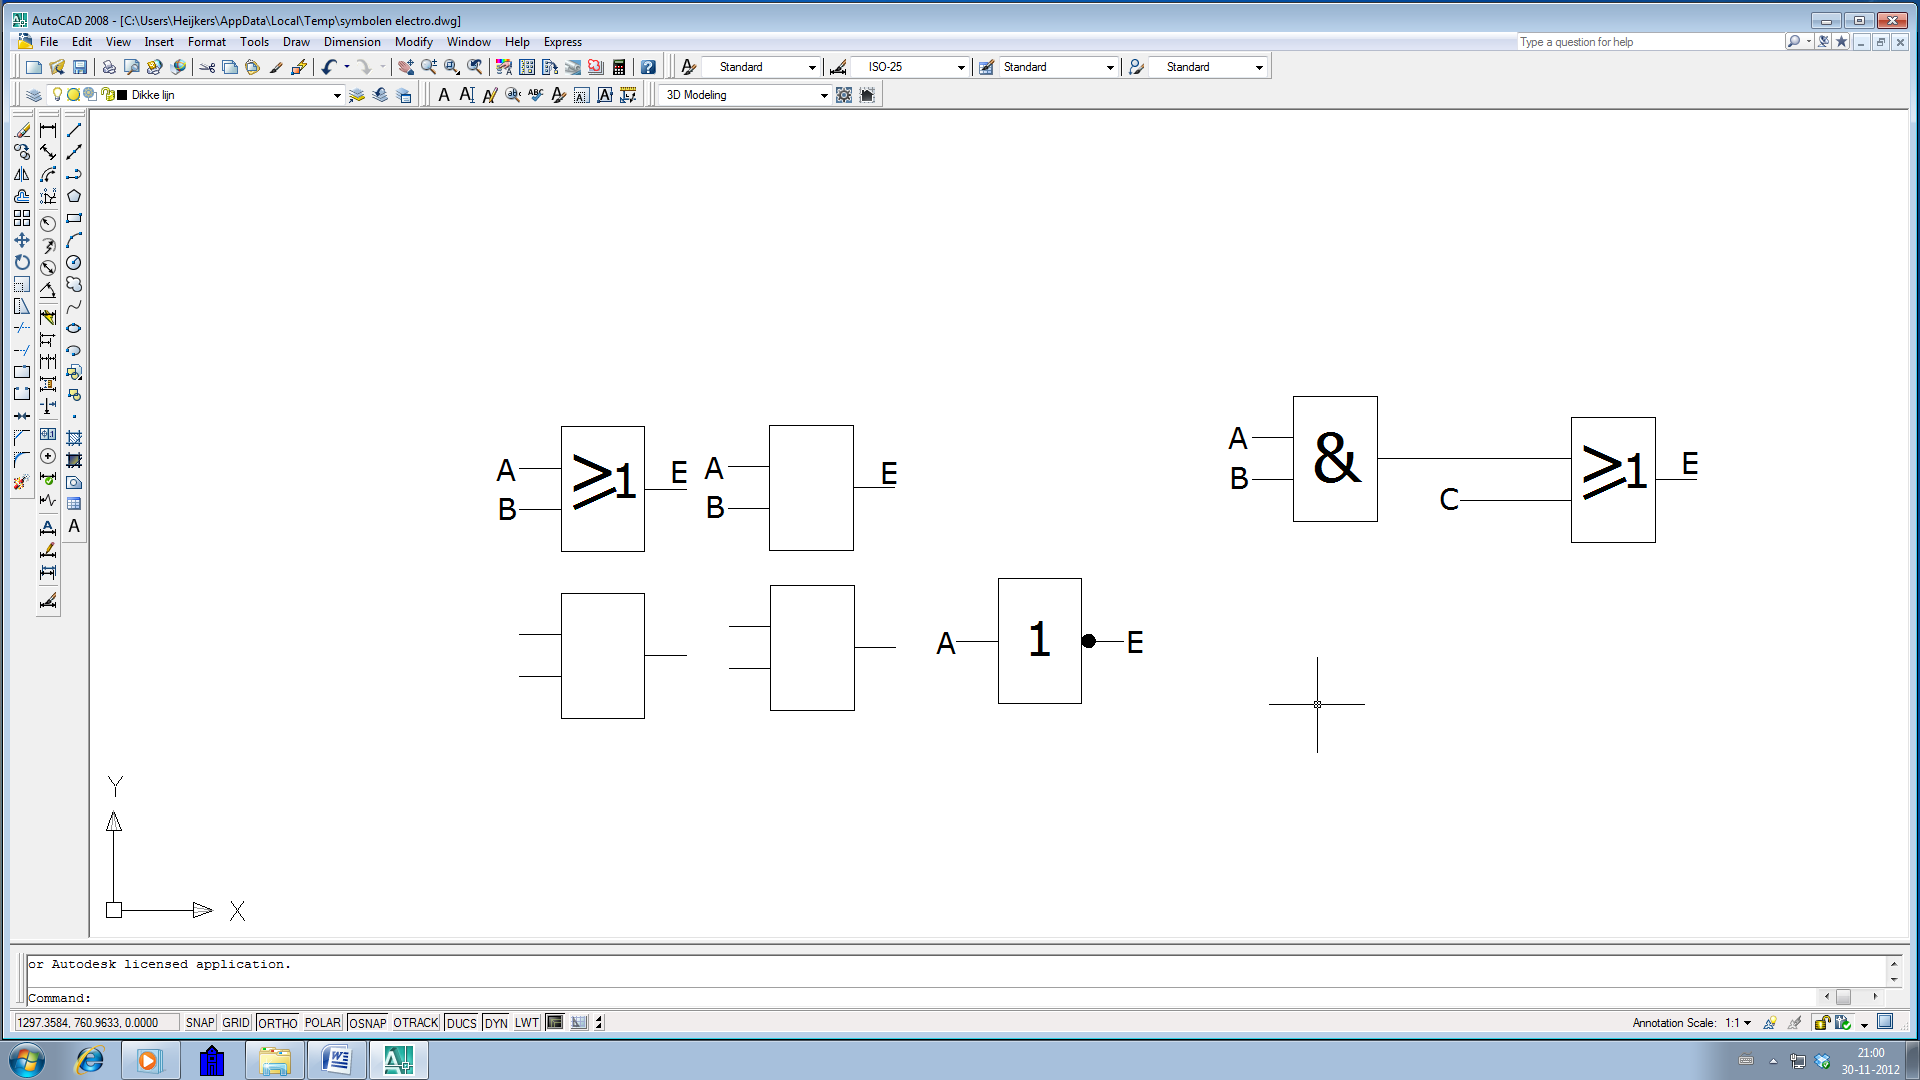 AutoCAD 2008 - [C:\Users\Heijkers\AppData\Local\Temp\symbolen electro.dwg]
File Edit View Insert Format Tools Draw Dimension Modify Window Help Express
Type a question for help
Standard ISO-25 Standard Standard
Dikke lijn
3D Modeling
A B ≥1 E
A B E
A B & C ≥1 E
A 1 E
Y
X
or Autodesk licensed application.
Command:
1297.3584, 760.9633, 0.0000 SNAP GRID ORTHO POLAR OSNAP OTRACK DUCS DYN LWT
Annotation Scale: 1:1
21:00
30-11-2012